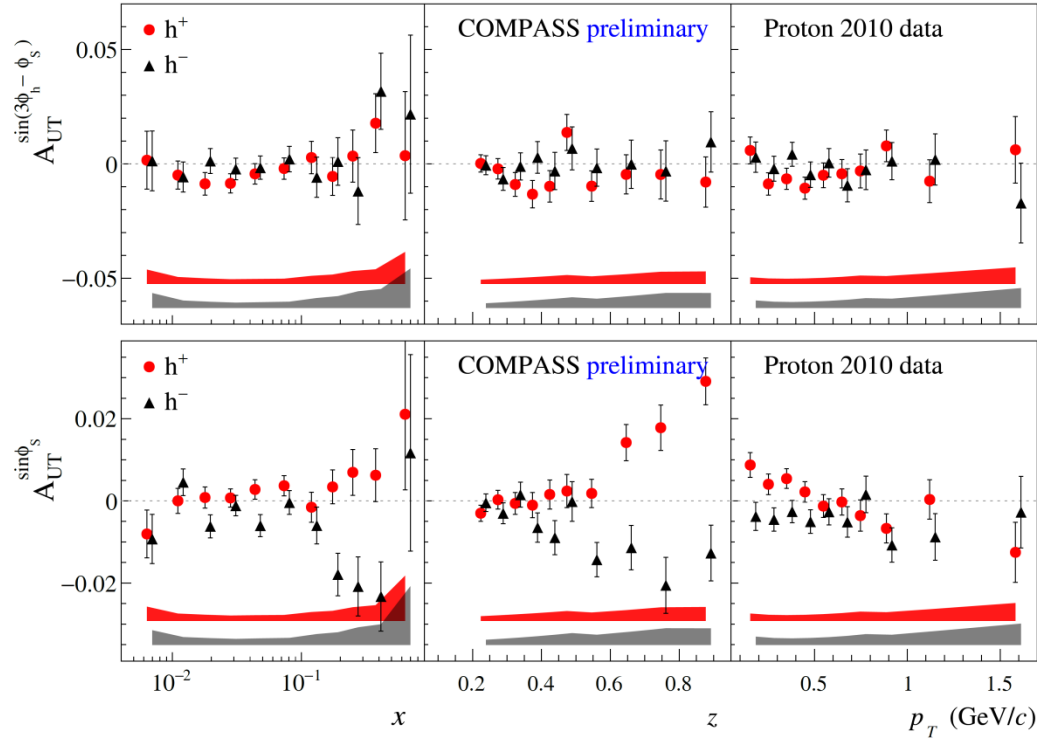 h⁺
h⁻
COMPASS preliminary
Proton 2010 data
A_UT^sin(3ϕ_h − ϕ_S)
0.05
0
−0.05
h⁺
h⁻
COMPASS preliminary
Proton 2010 data
A_UT^sinϕ_S
0.02
0
−0.02
10⁻² 10⁻¹ 0.2 0.4 0.6 0.8 0.5 1 1.5
x z p_T (GeV/c)